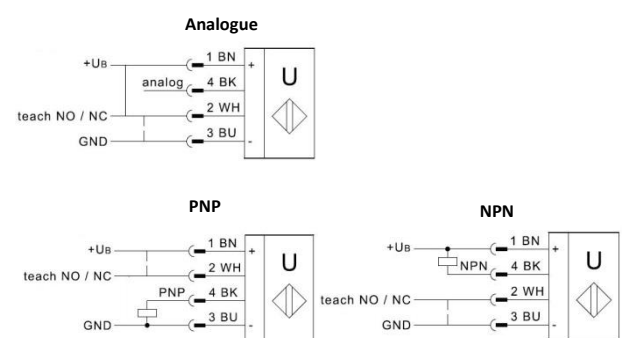 Analogue
+UB 1 BN +
analog 4 BK U
teach NO / NC 2 WH
GND 3 BU -
PNP
+UB 1 BN +
teach NO / NC 2 WH U
PNP 4 BK
GND 3 BU -
NPN
+UB 1 BN +
NPN 4 BK U
teach NO / NC 2 WH
GND 3 BU -